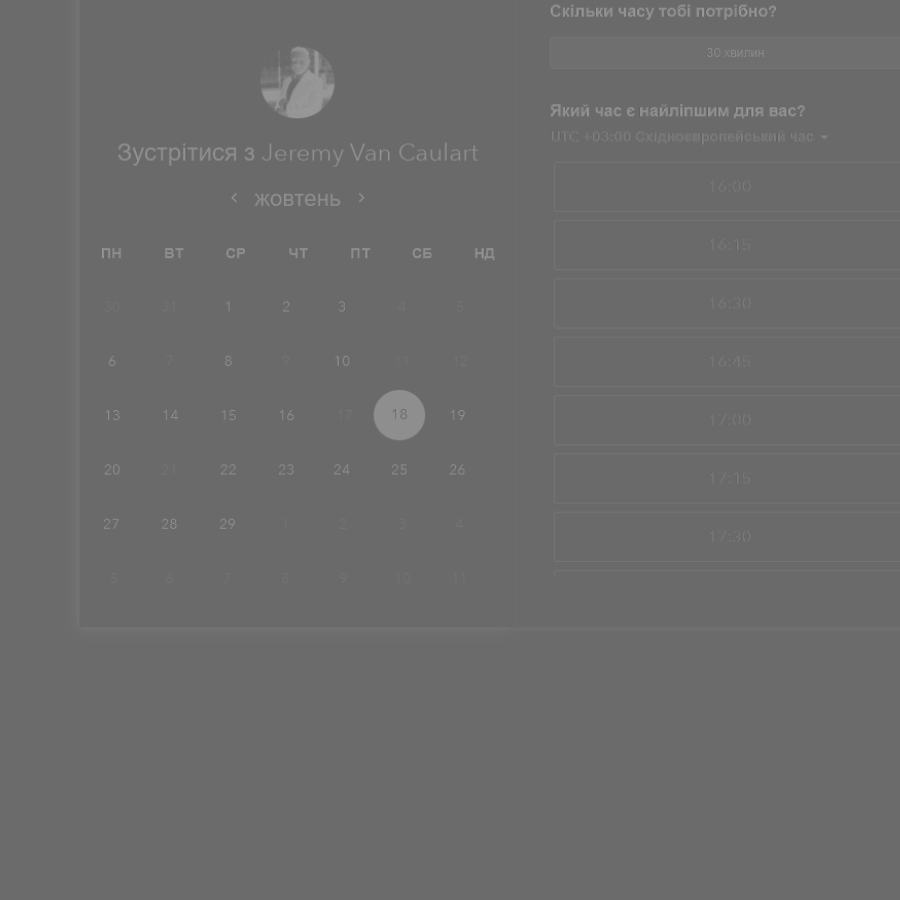 Скільки часу тобі потрібно?
30 хвилин
Який час є найліпшим для вас?
UTC +03:00 Східноєвропейський час
Зустрітися з Jeremy Van Caulart
жовтень
ПН ВТ СР ЧТ ПТ СБ НД
30 31 1 2 3 4 5
6 7 8 9 10 11 12
13 14 15 16 17 18 19
20 21 22 23 24 25 26
27 28 29 1 2 3 4
5 6 7 8 9 10 11
16:00
16:15
16:30
16:45
17:00
17:15
17:30